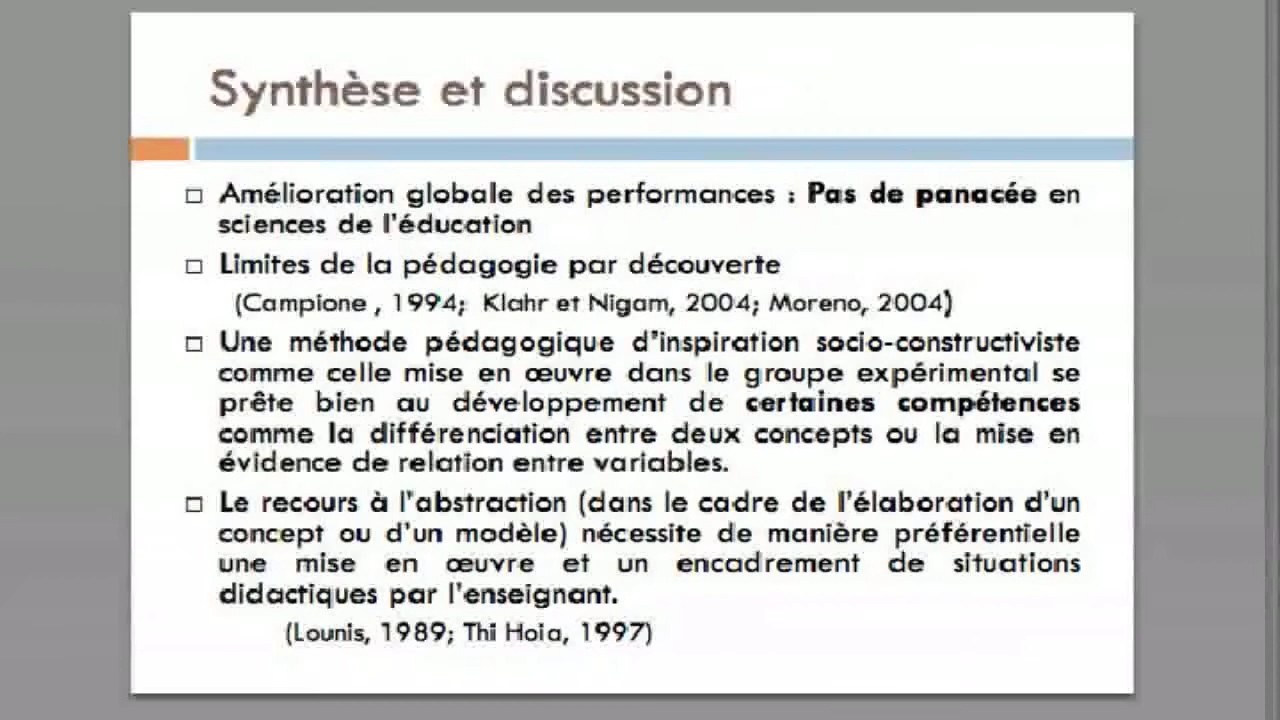 Synthèse et discussion
Amélioration globale des performances : Pas de panacée en
sciences de l'éducation
Limites de la pédagogie par découverte
(Campione , 1994; Klahr et Nigam, 2004; Moreno, 2004)
Une méthode pédagogique d'inspiration socio-constructiviste
comme celle mise en œuvre dans le groupe expérimental se
prête bien au développement de certaines compétences
comme la différenciation entre deux concepts ou la mise en
évidence de relation entre variables.
Le recours à l'abstraction (dans le cadre de l'élaboration d'un
concept ou d'un modèle) nécessite de manière préférentielle
une mise en œuvre et un encadrement de situations
didactiques par l'enseignant.
(Lounis, 1989; Thi Hoia, 1997)